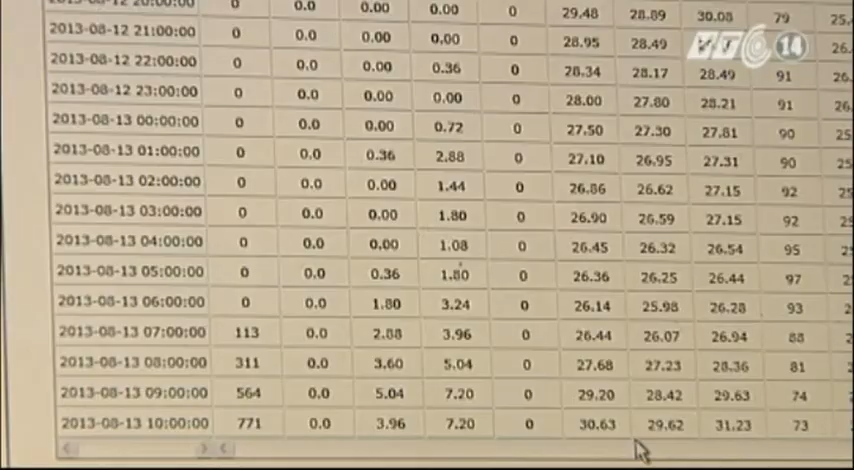 2013-08-12 20:00:00 0 0.0 0.00 0.00 0 29.48 28.89 30.08 79
2013-08-12 21:00:00 0 0.0 0.00 0.00 0 28.95 28.49
2013-08-12 22:00:00 0 0.0 0.00 0.36 0 28.34 28.17 28.49 91 26.
2013-08-12 23:00:00 0 0.0 0.00 0.00 0 28.00 27.80 28.21 91 26.
2013-08-13 00:00:00 0 0.0 0.00 0.72 0 27.50 27.30 27.81 90 25
2013-08-13 01:00:00 0 0.0 0.36 2.88 0 27.10 26.95 27.31 90 25
2013-08-13 02:00:00 0 0.0 0.00 1.44 0 26.86 26.62 27.15 92 25
2013-08-13 03:00:00 0 0.0 0.00 1.80 0 26.90 26.59 27.15 92 25
2013-08-13 04:00:00 0 0.0 0.00 1.08 0 26.45 26.32 26.54 95 25
2013-08-13 05:00:00 0 0.0 0.36 1.80 0 26.36 26.25 26.44 97 25
2013-08-13 06:00:00 0 0.0 1.80 3.24 0 26.14 25.98 26.28 93 2
2013-08-13 07:00:00 113 0.0 2.88 3.96 0 26.44 26.07 26.94 88 2
2013-08-13 08:00:00 311 0.0 3.60 5.04 0 27.68 27.23 28.36 81
2013-08-13 09:00:00 564 0.0 5.04 7.20 0 29.20 28.42 29.63 74
2013-08-13 10:00:00 771 0.0 3.96 7.20 0 30.63 29.62 31.23 73
VTC 14